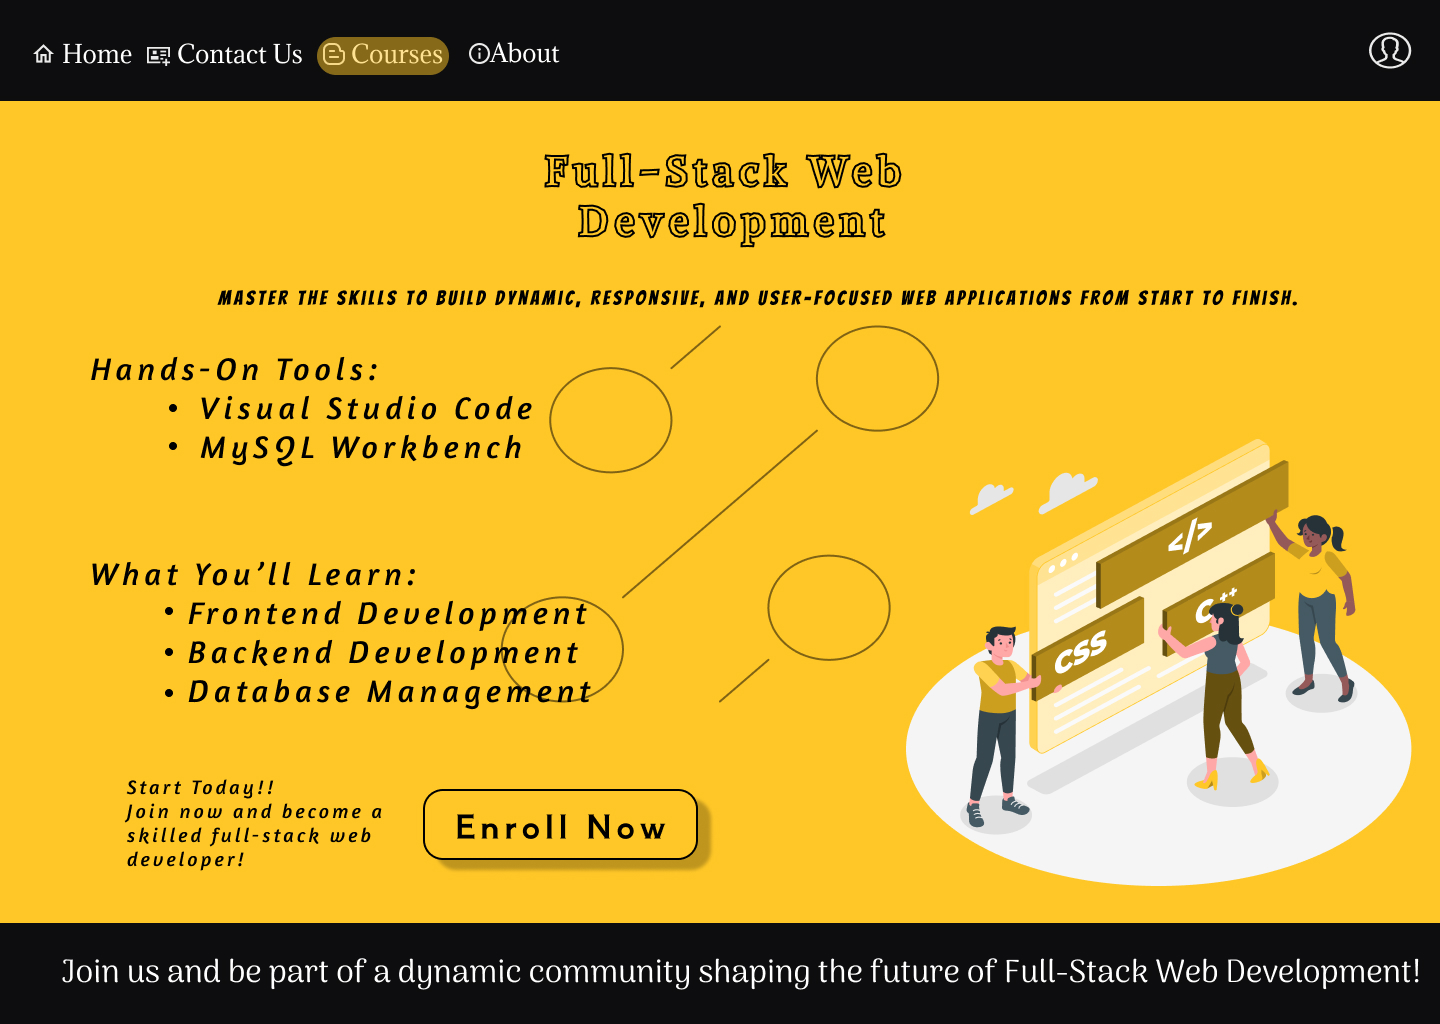 Home Contact Us Courses About
Full-Stack Web
Development
MASTER THE SKILLS TO BUILD DYNAMIC, RESPONSIVE, AND USER-FOCUSED WEB APPLICATIONS FROM START TO FINISH.
Hands-On Tools:
• Visual Studio Code
• MySQL Workbench
What You’ll Learn:
• Frontend Development
• Backend Development
• Database Management
</>
C++
CSS
Start Today!!
Join now and become a
skilled full-stack web
developer!
Enroll Now
Join us and be part of a dynamic community shaping the future of Full-Stack Web Development!